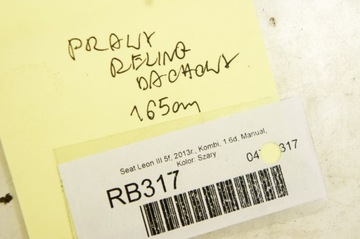 PRAWY
RELING
DACHOWY
165cm
Seat Leon III 5f, 2013r., Kombi, 1.6d, Manual,
Kolor: Szary
RB317